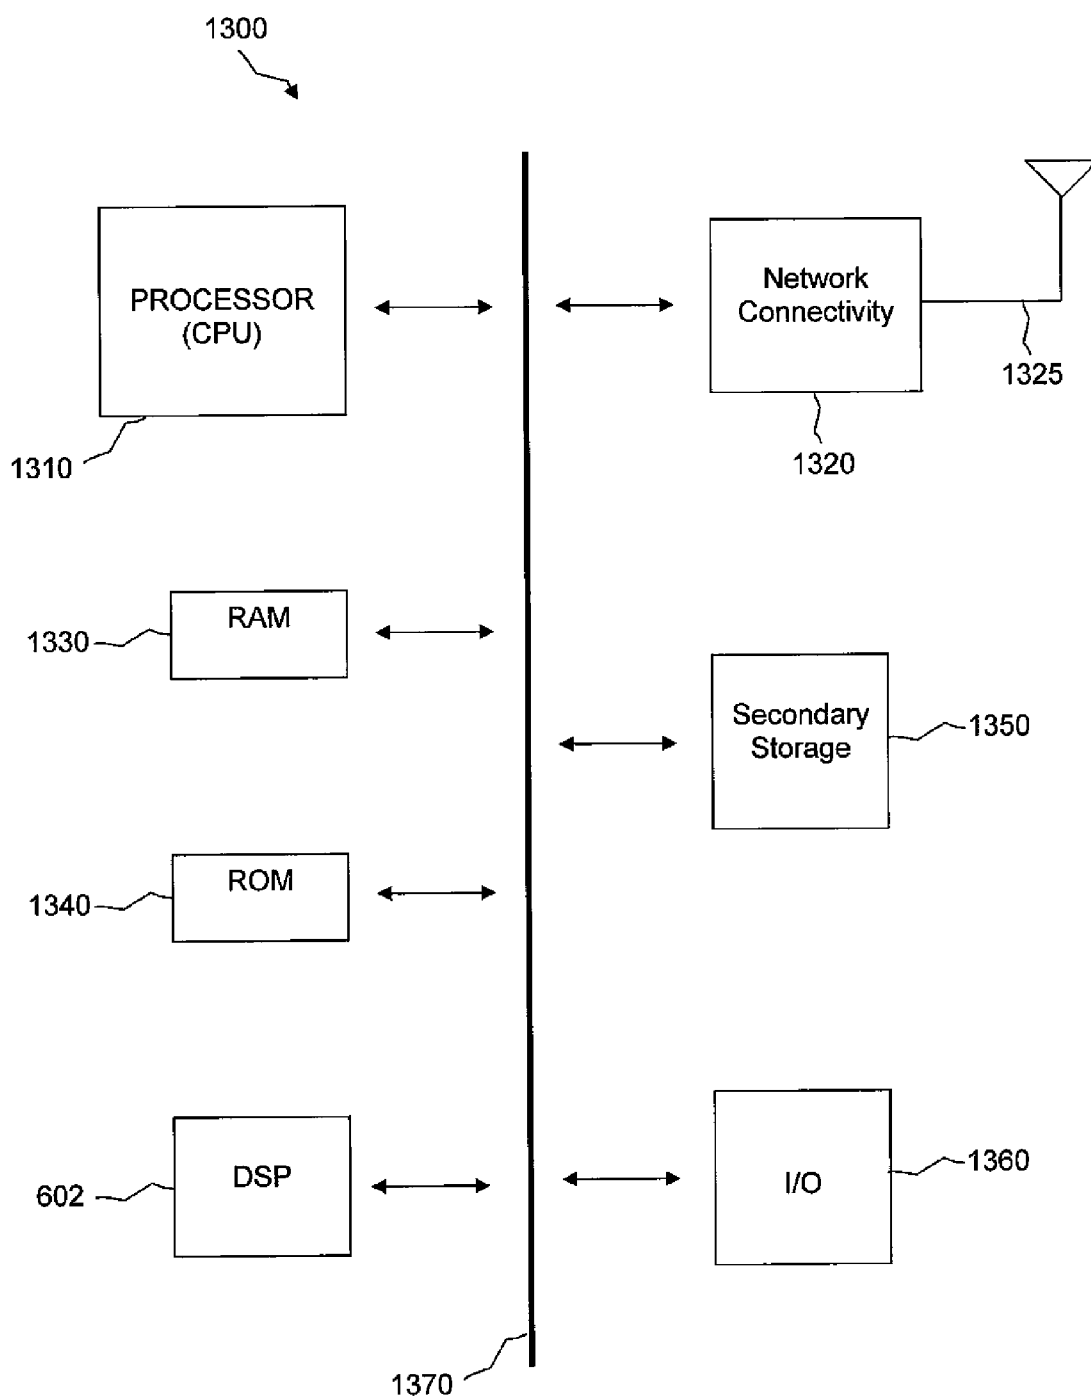 1300
PROCESSOR
(CPU)
1310
Network
Connectivity
1325
1320
RAM
1330
Secondary
Storage
1350
ROM
1340
DSP
602
I/O
1360
1370